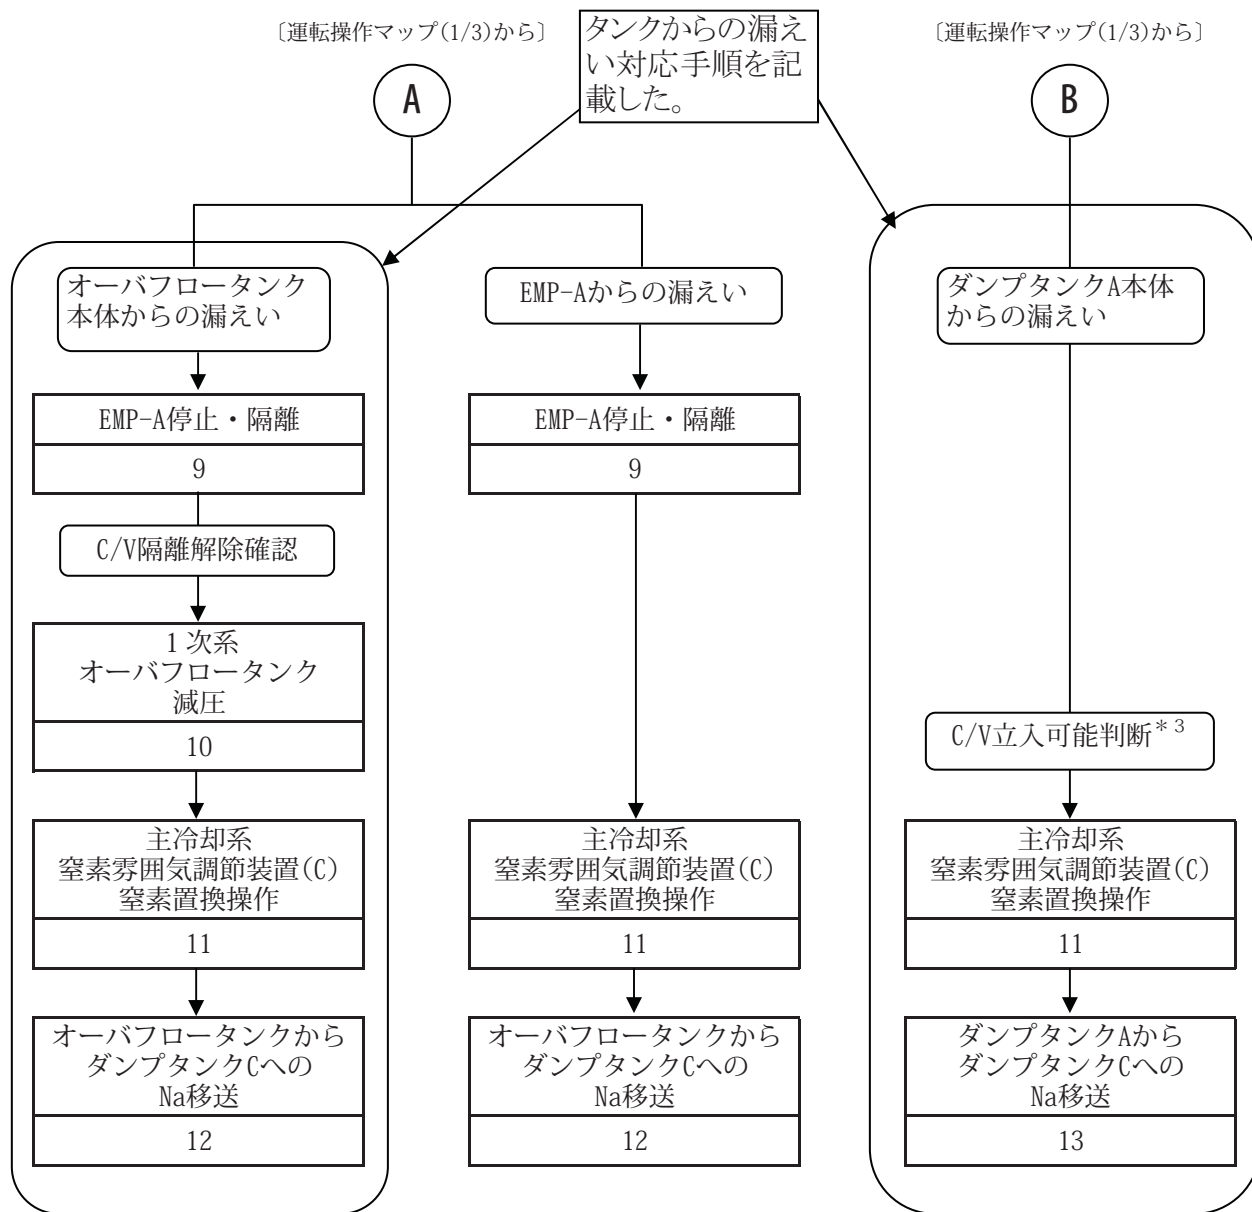 〔運転操作マップ(1/3)から〕
A
タンクからの漏え
い対応手順を記
載した。
〔運転操作マップ(1/3)から〕
B
オーバフロータンク
本体からの漏えい
EMP-A停止・隔離
9
C/V隔離解除確認
1次系
オーバフロータンク
減圧
10
主冷却系
窒素雰囲気調節装置(C)
窒素置換操作
11
オーバフロータンクから
ダンプタンクCへの
Na移送
12
EMP-Aからの漏えい
EMP-A停止・隔離
9
主冷却系
窒素雰囲気調節装置(C)
窒素置換操作
11
オーバフロータンクから
ダンプタンクCへの
Na移送
12
ダンプタンクA本体
からの漏えい
C/V立入可能判断*3
主冷却系
窒素雰囲気調節装置(C)
窒素置換操作
11
ダンプタンクAから
ダンプタンクCへの
Na移送
13